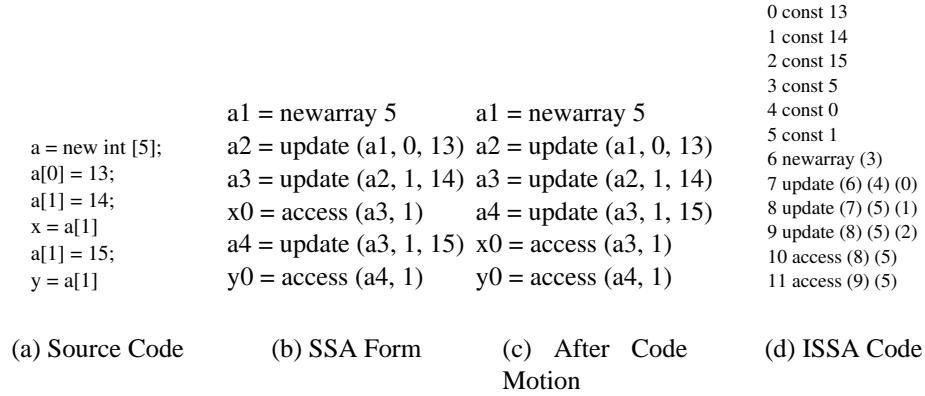 a = new int [5];
a[0] = 13;
a[1] = 14;
x = a[1]
a[1] = 15;
y = a[1]
(a) Source Code
a1 = newarray 5
a2 = update (a1, 0, 13)
a3 = update (a2, 1, 14)
x0 = access (a3, 1)
a4 = update (a3, 1, 15)
y0 = access (a4, 1)
(b) SSA Form
a1 = newarray 5
a2 = update (a1, 0, 13)
a3 = update (a2, 1, 14)
a4 = update (a3, 1, 15)
x0 = access (a3, 1)
y0 = access (a4, 1)
(c) After Code
Motion
0 const 13
1 const 14
2 const 15
3 const 5
4 const 0
5 const 1
6 newarray (3)
7 update (6) (4) (0)
8 update (7) (5) (1)
9 update (8) (5) (2)
10 access (8) (5)
11 access (9) (5)
(d) ISSA Code